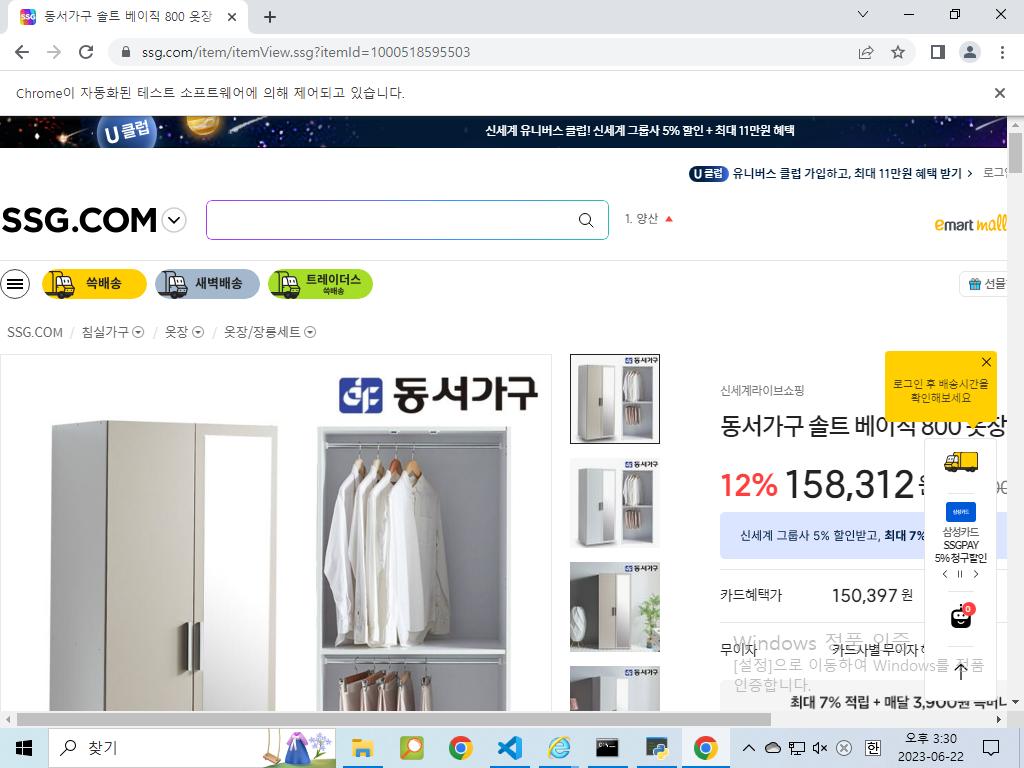 동서가구 솔트 베이직 800 옷장
ssg.com/item/itemView.ssg?itemId=1000518595503
Chrome이 자동화된 테스트 소프트웨어에 의해 제어되고 있습니다.
U클럽 신세계 유니버스 클럽! 신세계 그룹사 5% 할인 + 최대 11만원 혜택
U클럽 유니버스 클럽 가입하고, 최대 11만원 혜택 받기 >
SSG.COM
1. 양산
emart mall
쓱배송
새벽배송
트레이더스
쓱배송
선물
SSG.COM / 침실가구 / 옷장 / 옷장/장롱세트
동서가구
로그인 후 배송시간을
확인해보세요
신세계라이브쇼핑
동서가구 솔트 베이직 800 옷장
12% 158,312
신세계 그룹사 5% 할인받고, 최대 7%
삼성카드
삼성카드
SSGPAY
5% 청구할인
카드혜택가 150,397 원
0
무이자 카드사별 무이자
Windows 정품 인증
[설정]으로 이동하여 Windows를 정품
인증합니다.
최대 7% 적립 + 매달 3,900원
찾기
한
오후 3:30
2023-06-22